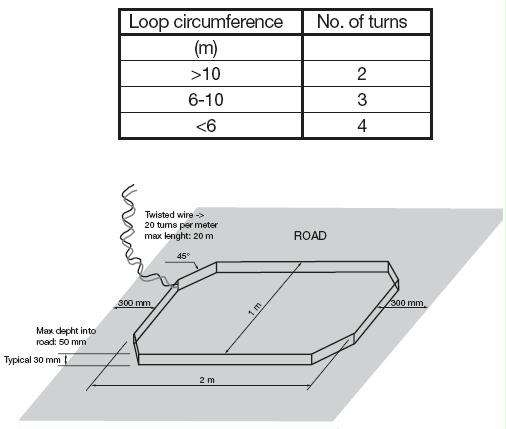 Loop circumference No. of turns
(m)
>10 2
6-10 3
<6 4
Twisted wire ->
20 turns per meter
max lenght: 20 m
ROAD
45°
300 mm
1 m
300 mm
Max depht into
road: 50 mm
Typical 30 mm
2 m